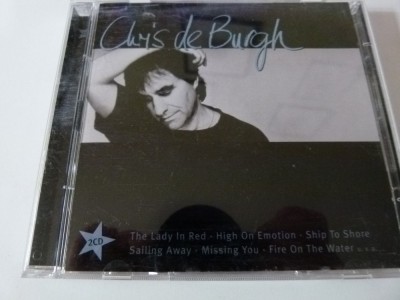 Chris de Burgh
The Lady In Red - High On Emotion - Ship To Shore
Sailing Away - Missing You - Fire On The Water
2CD